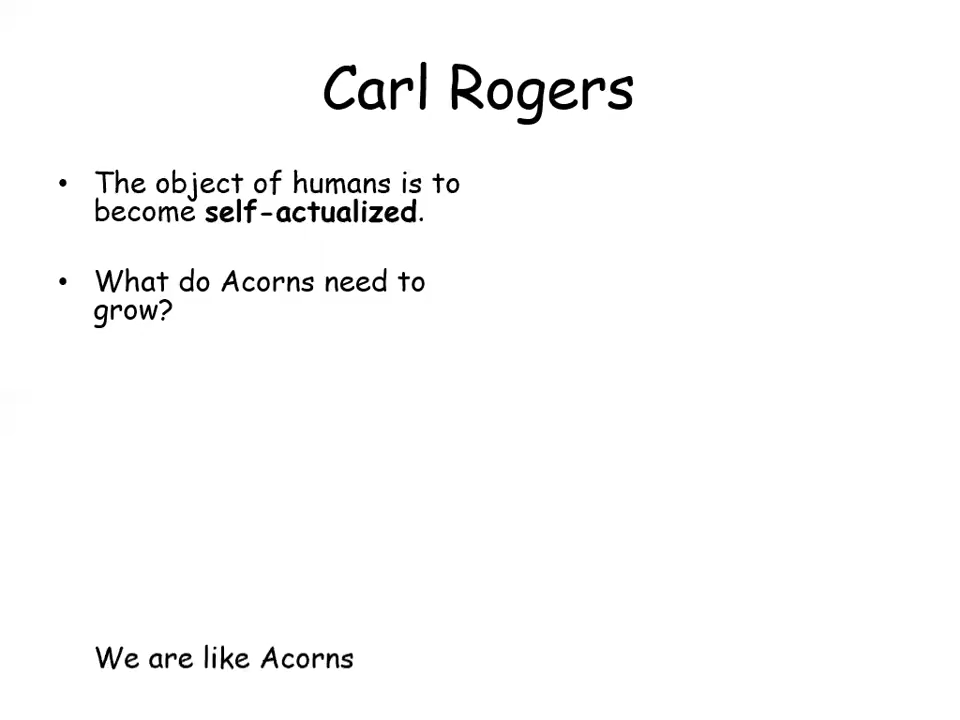 Carl Rogers
• The object of humans is to
become self-actualized.
• What do Acorns need to
grow?
We are like Acorns